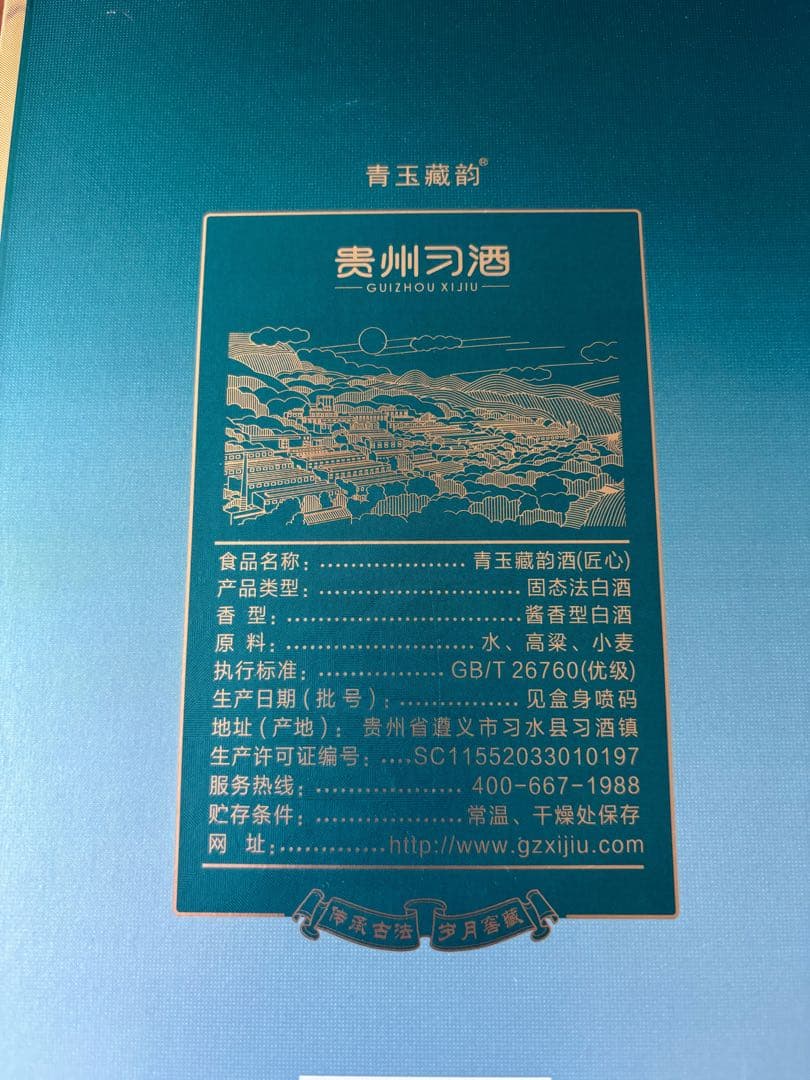 青玉藏韵®
贵州习酒
GUIZHOU XIJIU
食品名称：...................青玉藏韵酒(匠心)
产品类型：..........................固态法白酒
香 型：..............................酱香型白酒
原 料：........................水、高粱、小麦
执行标准：................GB/T 26760(优级)
生产日期(批号)：...............见盒身喷码
地址(产地)：贵州省遵义市习水县习酒镇
生产许可证编号：....SC11552033010197
服务热线：...................400-667-1988
贮存条件：...................常温、干燥处保存
网 址：.............http://www.gzxijiu.com
传承古法 岁月窖藏